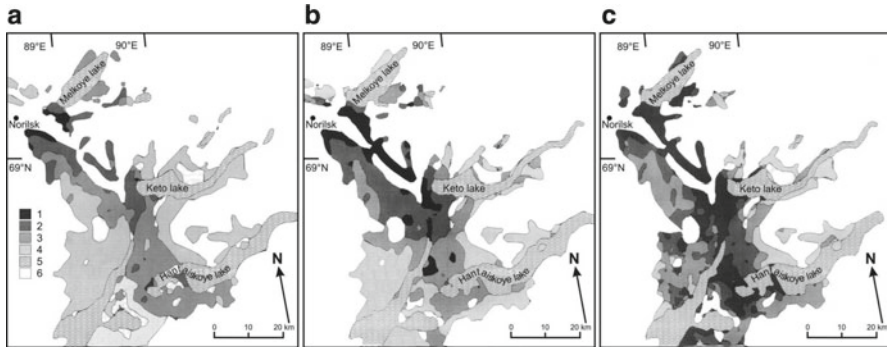 a
89°E
90°E
Melkoye lake
Norilsk
69°N
Keto lake
1
2
3
4
5
6
Hantaiskoye lake
N
0 10 20 km
b
89°E
90°E
Melkoye lake
Norilsk
69°N
Keto lake
Hantaiskoye lake
N
0 10 20 km
c
89°E
90°E
Melkoye lake
Norilsk
69°N
Keto lake
Hantaiskoye lake
N
0 10 20 km